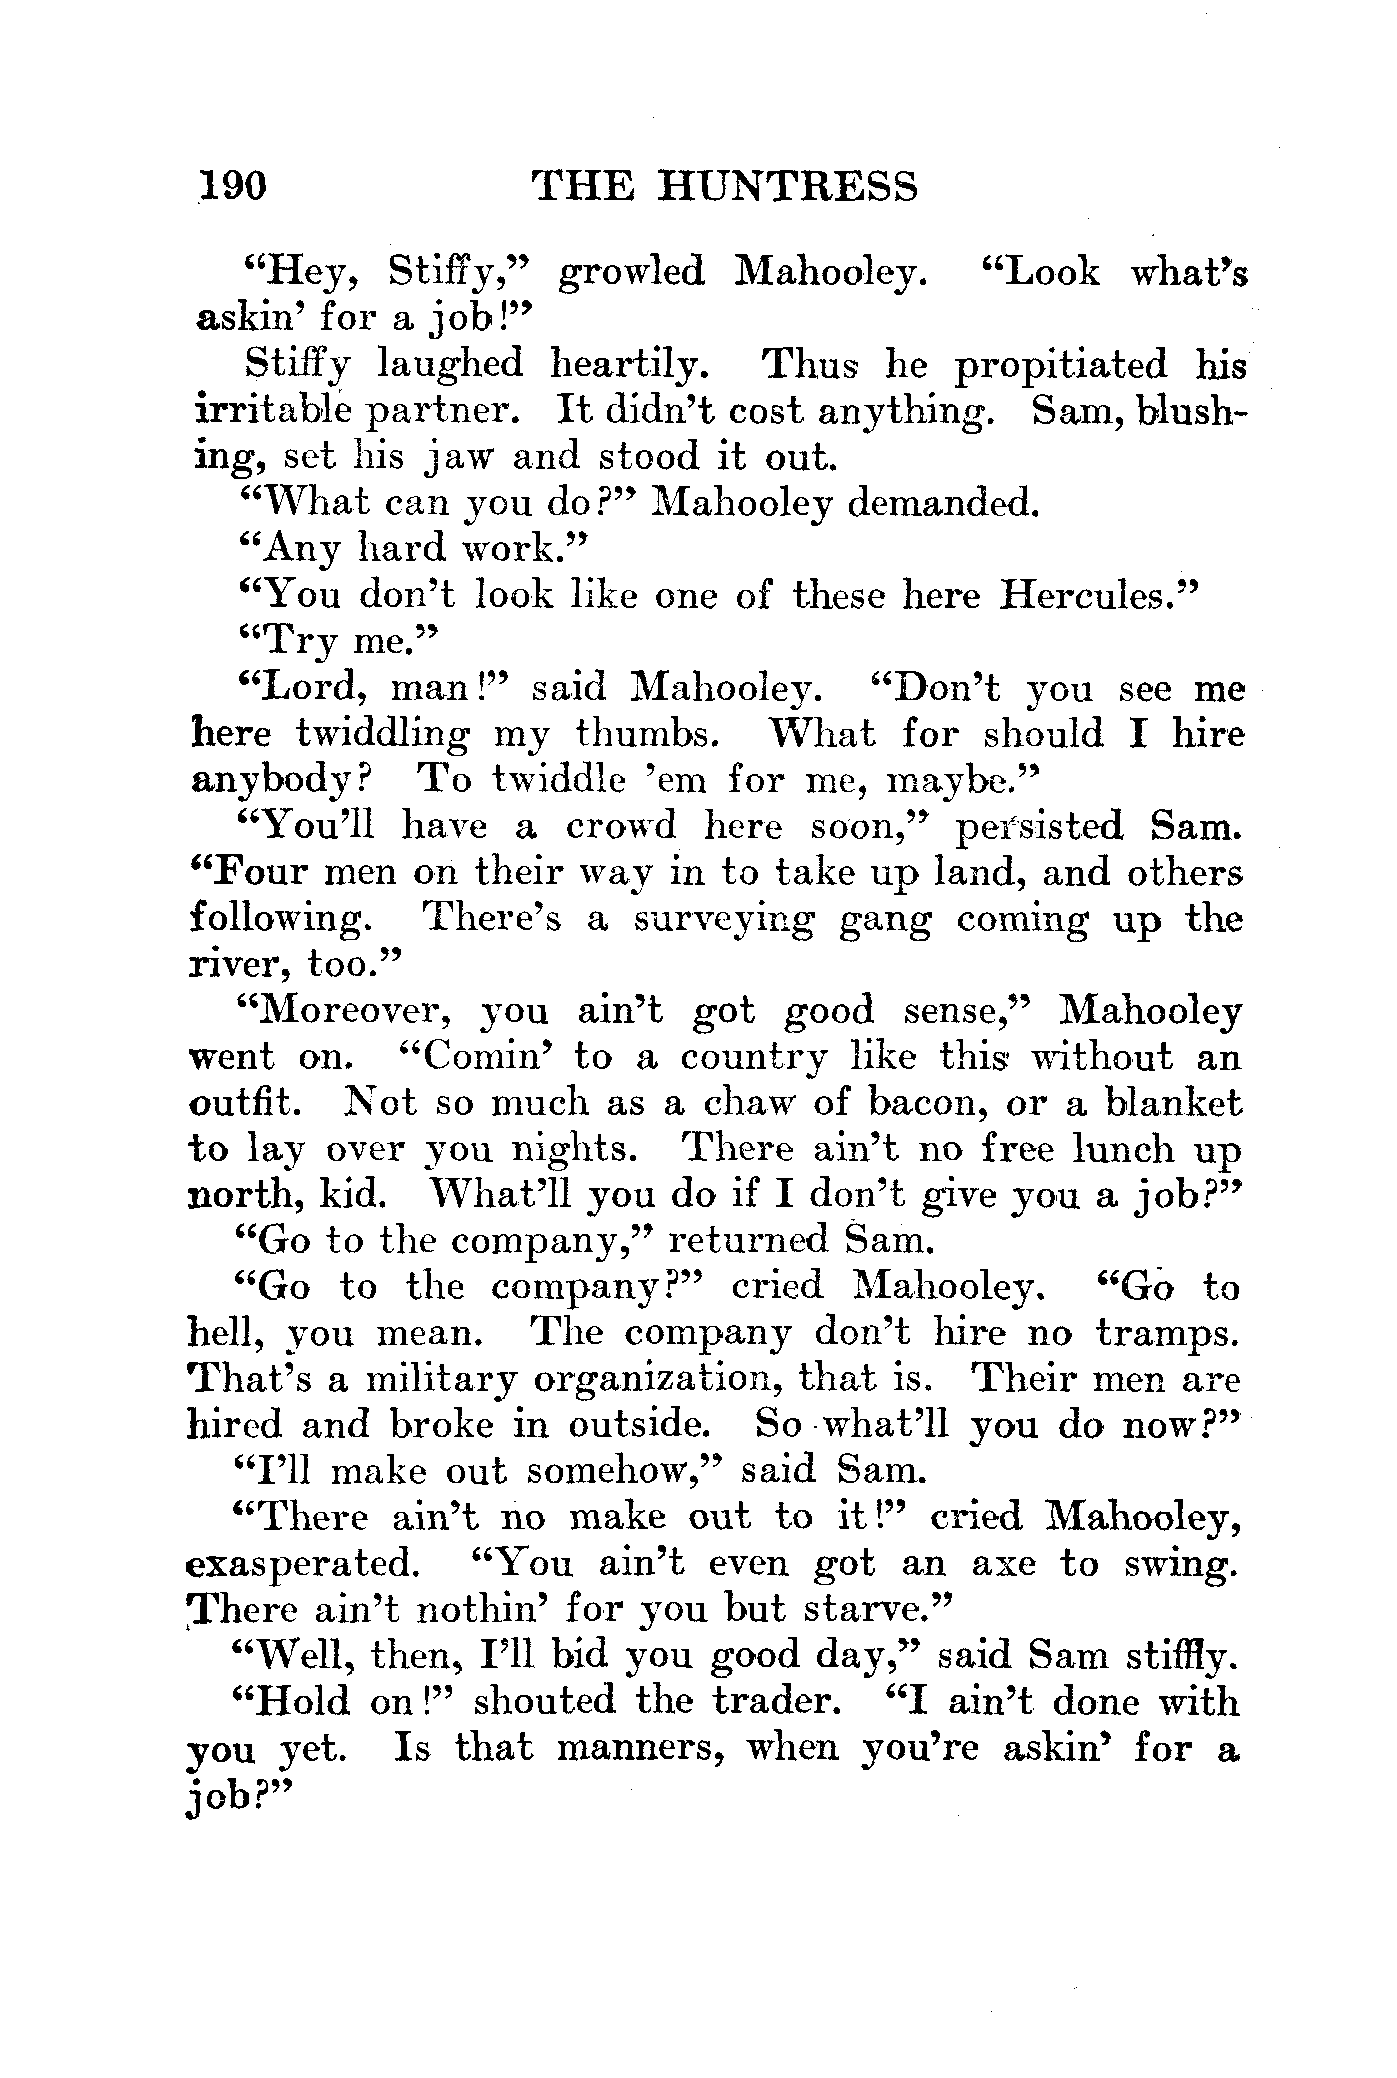 190 THE HUNTRESS
“Hey, Stiffy,” growled Mahooley. “Look what’s
askin’ for a job!”
Stiffy laughed heartily. Thus he propitiated his
irritable partner. It didn’t cost anything. Sam, blush-
ing, set his jaw and stood it out.
“What can you do?” Mahooley demanded.
“Any hard work.”
“You don’t look like one of these here Hercules.”
“Try me.”
“Lord, man!” said Mahooley. “Don’t you see me
here twiddling my thumbs. What for should I hire
anybody? To twiddle ’em for me, maybe.”
“You’ll have a crowd here soon,” persisted Sam.
“Four men on their way in to take up land, and others
following. There’s a surveying gang coming up the
river, too.”
“Moreover, you ain’t got good sense,” Mahooley
went on. “Comin’ to a country like this without an
outfit. Not so much as a chaw of bacon, or a blanket
to lay over you nights. There ain’t no free lunch up
north, kid. What’ll you do if I don’t give you a job?”
“Go to the company,” returned Sam.
“Go to the company?” cried Mahooley. “Go to
hell, you mean. The company don’t hire no tramps.
That’s a military organization, that is. Their men are
hired and broke in outside. So what’ll you do now?”
“I’ll make out somehow,” said Sam.
“There ain’t no make out to it!” cried Mahooley,
exasperated. “You ain’t even got an axe to swing.
There ain’t nothin’ for you but starve.”
“Well, then, I’ll bid you good day,” said Sam stiffly.
“Hold on!” shouted the trader. “I ain’t done with
you yet. Is that manners, when you’re askin’ for a
job?”